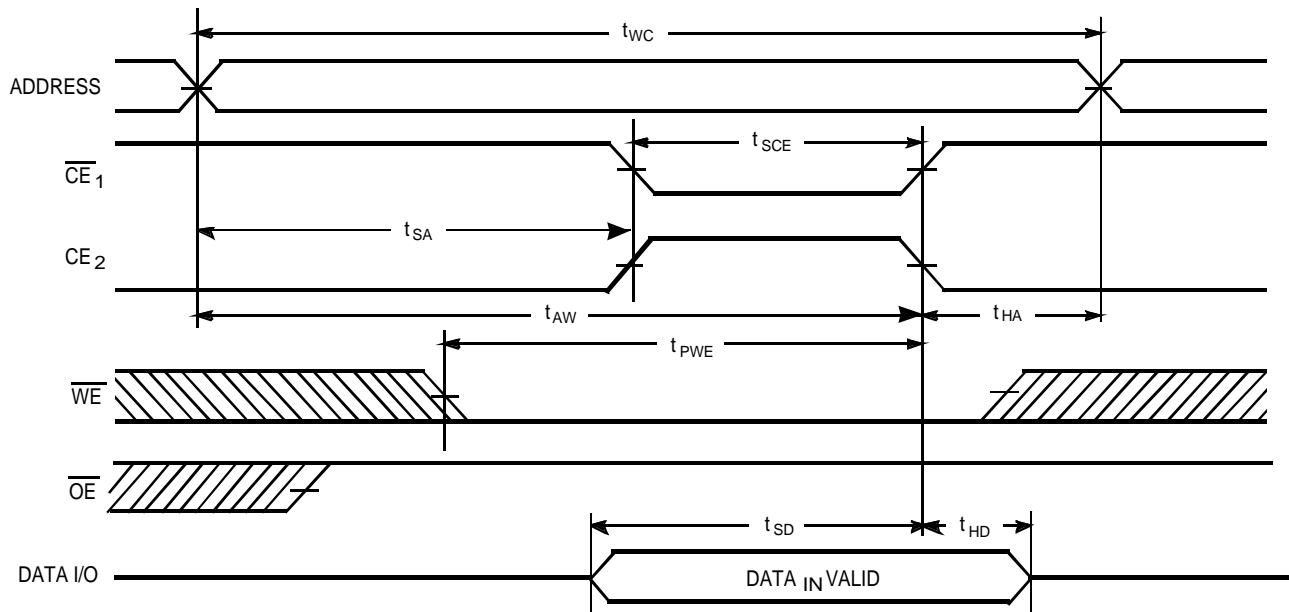 tWC
ADDRESS
tSCE
CE1
tSA
CE2
tAW
tHA
tPWE
WE
OE
tSD
tHD
DATA I/O
DATA IN VALID